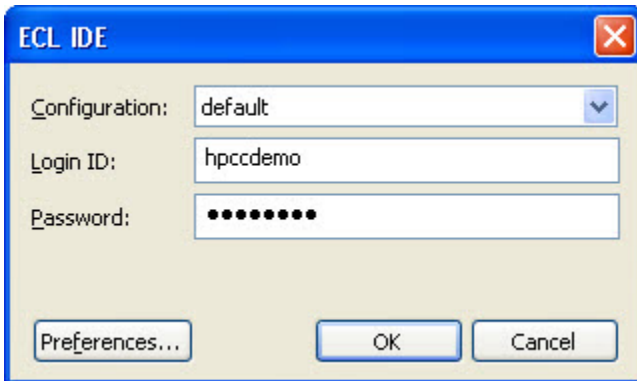 ECL IDE
Configuration: default
Login ID: hpccdemo
Password: ••••••••
Preferences... OK Cancel